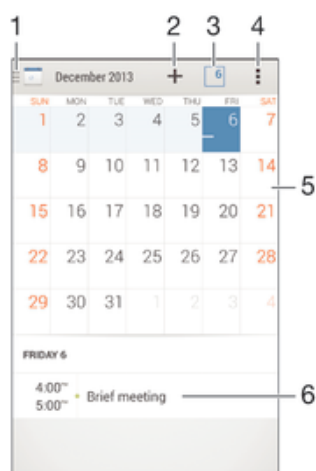 1 2 3 4
December 2013 6
SUN MON TUE WED THU FRI SAT
1 2 3 4 5 6 7
8 9 10 11 12 13 14
5
15 16 17 18 19 20 21
22 23 24 25 26 27 28
29 30 31 1 2 3 4
FRIDAY 6
4:00PM
Brief meeting 6
5:00PM